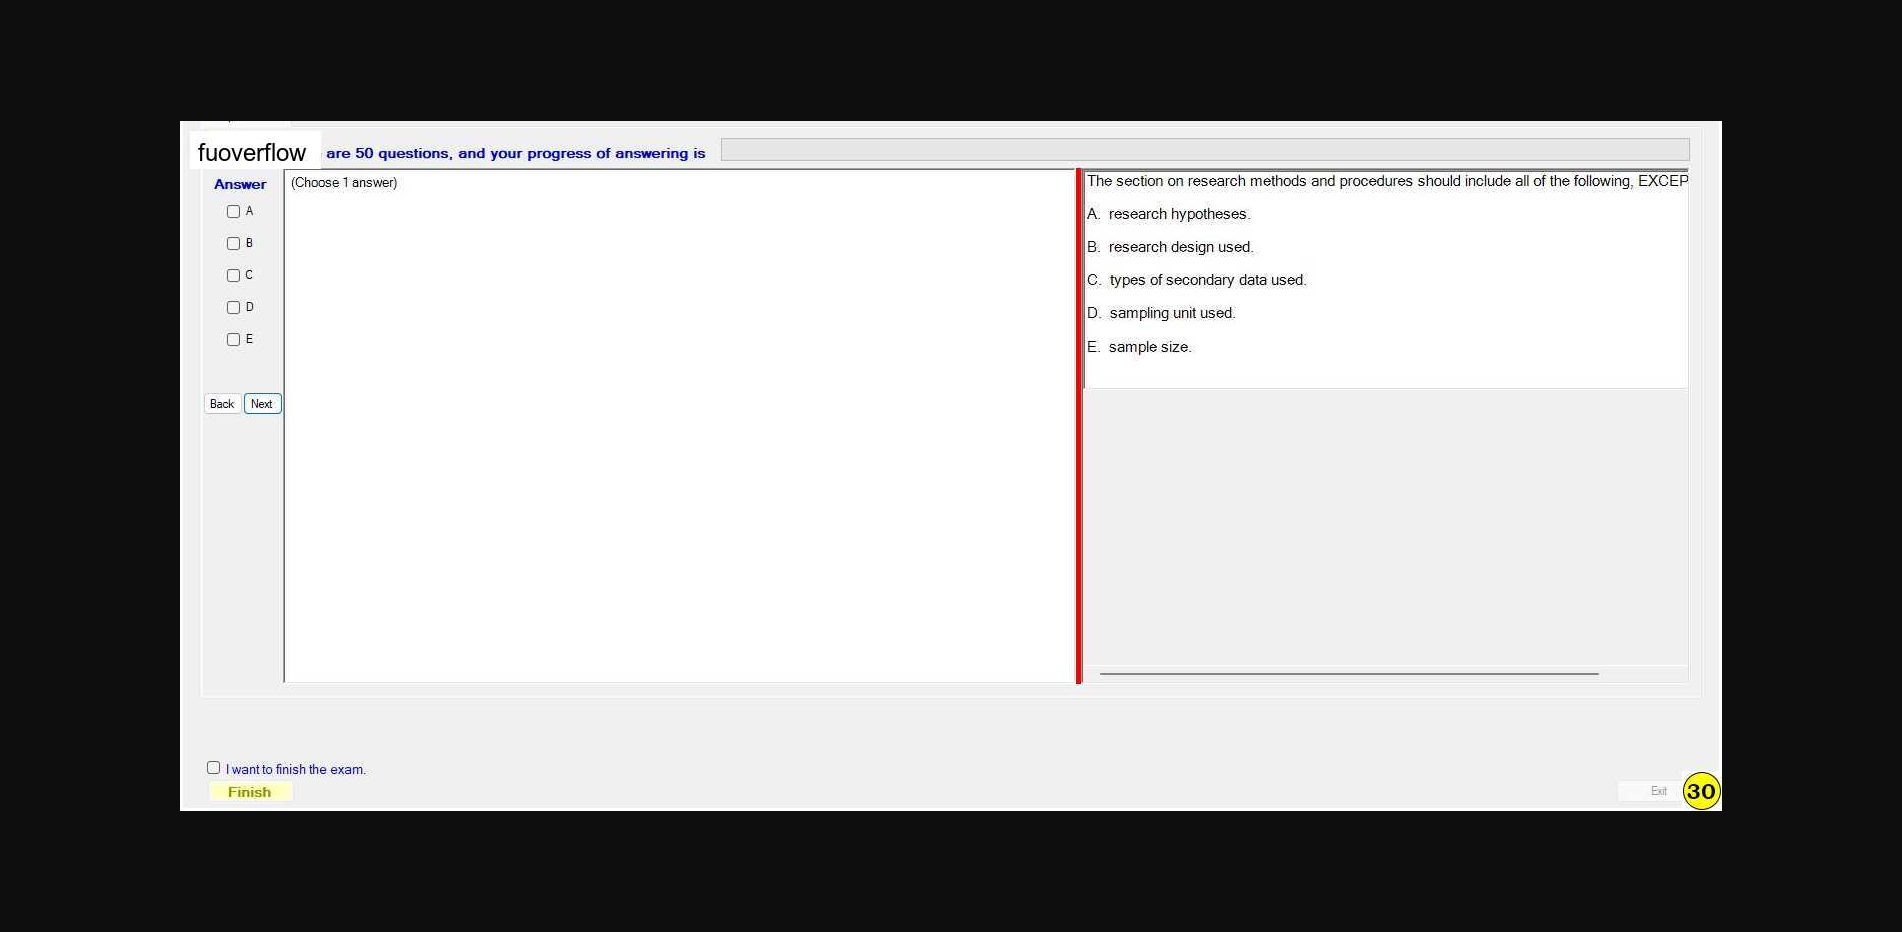 fuoverflow are 50 questions, and your progress of answering is
Answer
(Choose 1 answer)
A
B
C
D
E
Back Next
The section on research methods and procedures should include all of the following, EXCEP
A. research hypotheses.
B. research design used.
C. types of secondary data used.
D. sampling unit used.
E. sample size.
I want to finish the exam.
Finish
Exit
30